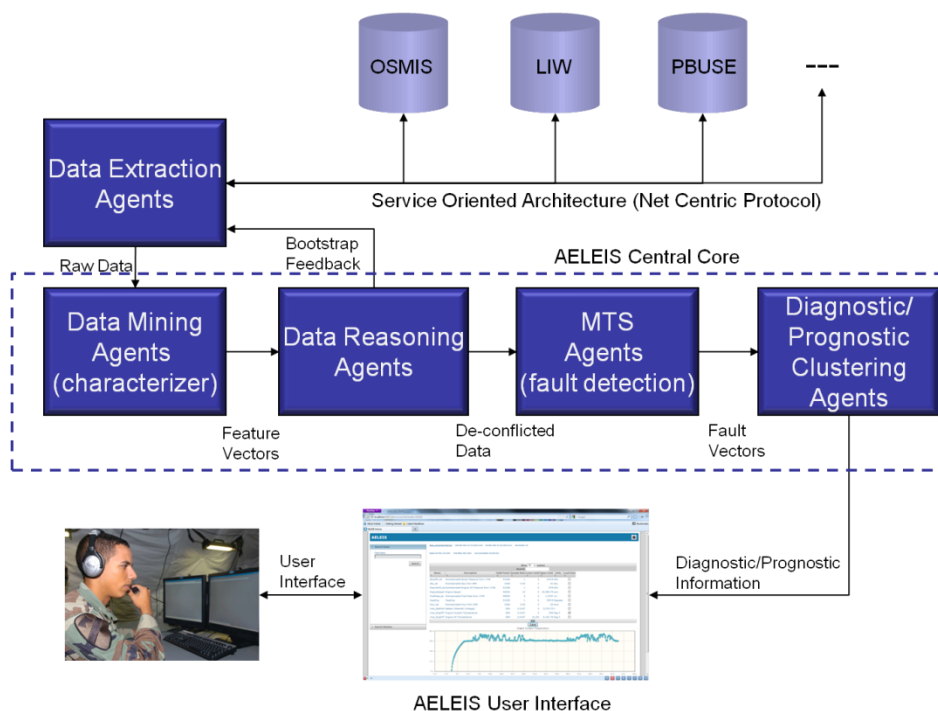 OSMIS
LIW
PBUSE
---
Data Extraction
Agents
Service Oriented Architecture (Net Centric Protocol)
Bootstrap
Feedback
Raw Data
AELEIS Central Core
Data Mining
Agents
(characterizer)
Data Reasoning
Agents
MTS
Agents
(fault detection)
Diagnostic/
Prognostic
Clustering
Agents
Feature
Vectors
De-conflicted
Data
Fault
Vectors
User
Interface
AELEIS
Diagnostic/Prognostic
Information
AELEIS User Interface